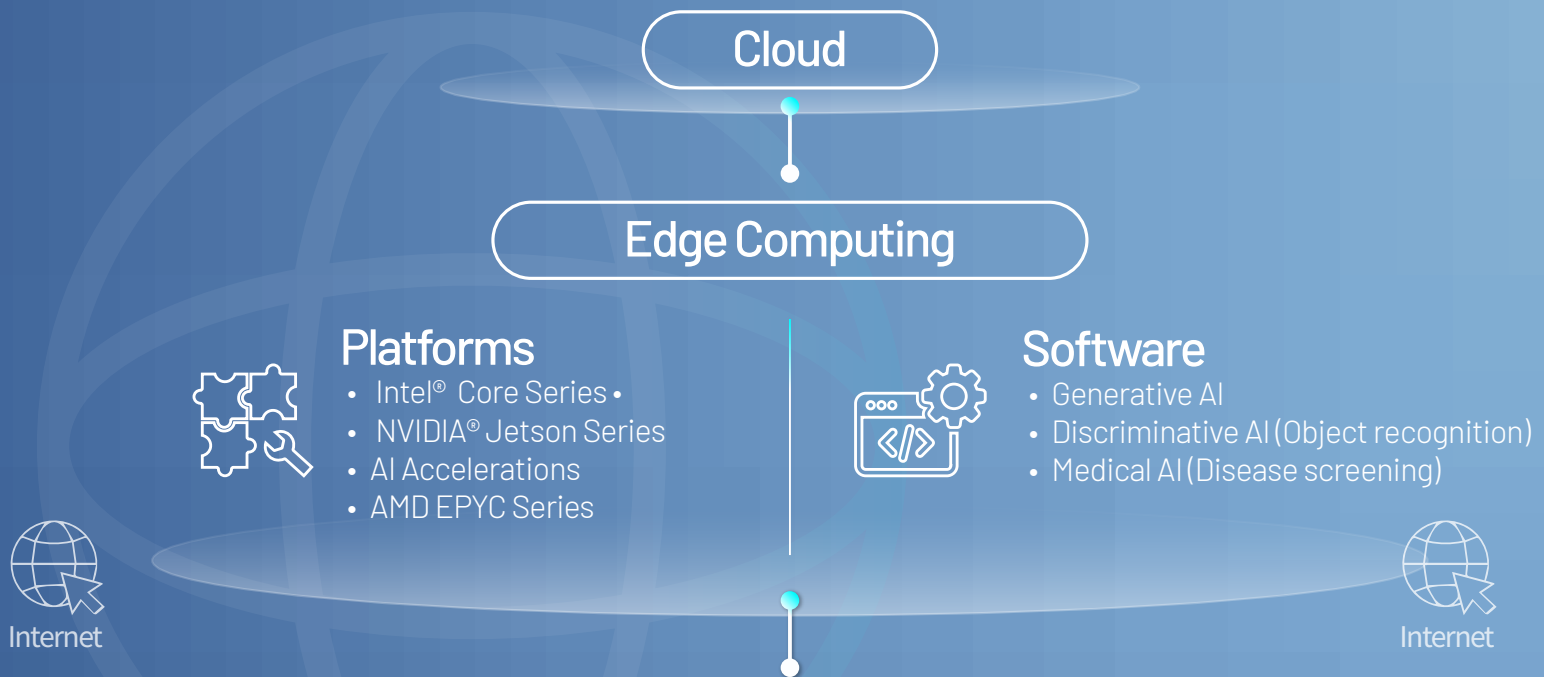 Cloud
Edge Computing
Platforms
• Intel® Core Series •
• NVIDIA® Jetson Series
• AI Accelerations
• AMD EPYC Series
Software
• Generative AI
• Discriminative AI (Object recognition)
• Medical AI (Disease screening)
</>
Internet
Internet